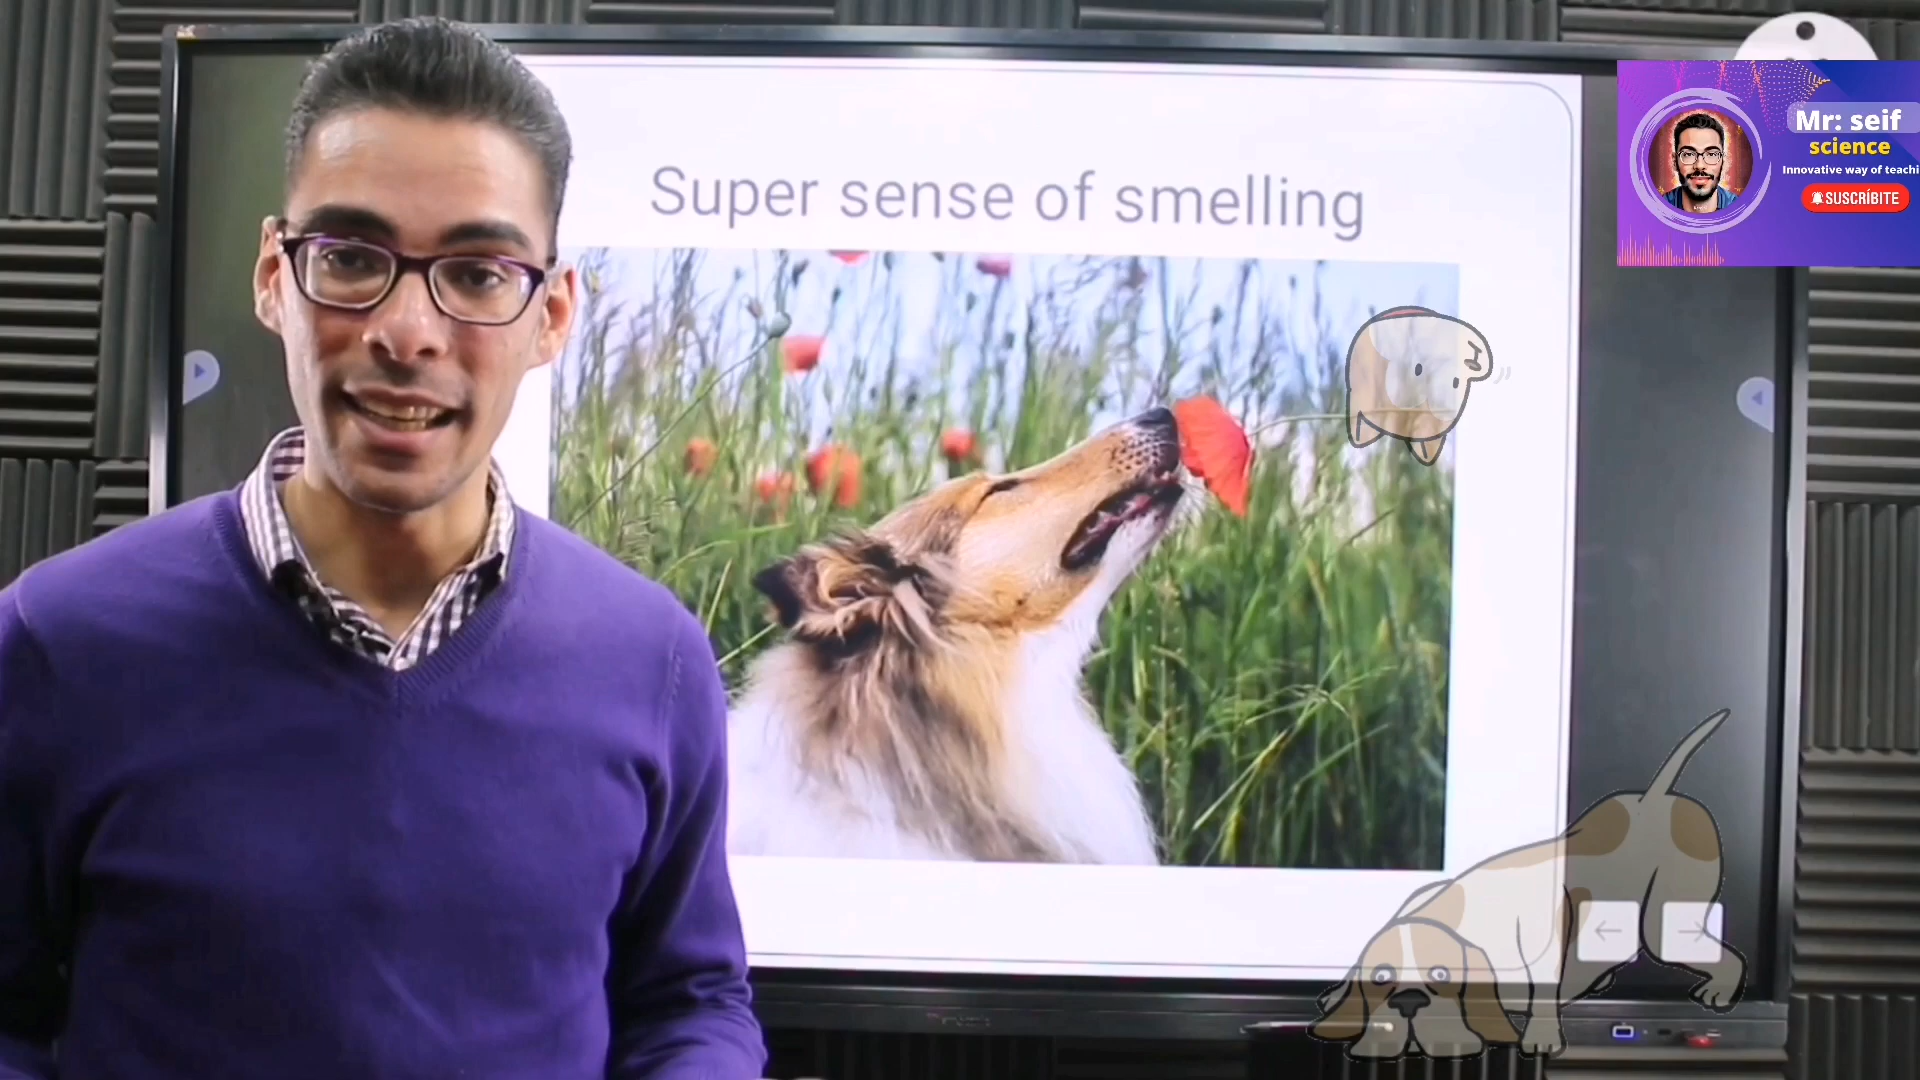 Super sense of smelling
Mr: seif
science
Innovative way of teachi
SUSCRÍBITE